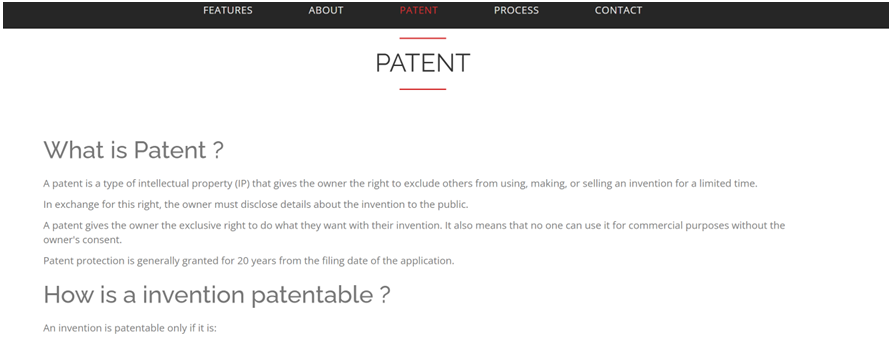 FEATURES ABOUT PATENT PROCESS CONTACT
PATENT
What is Patent ?
A patent is a type of intellectual property (IP) that gives the owner the right to exclude others from using, making, or selling an invention for a limited time.
In exchange for this right, the owner must disclose details about the invention to the public.
A patent gives the owner the exclusive right to do what they want with their invention. It also means that no one can use it for commercial purposes without the
owner's consent.
Patent protection is generally granted for 20 years from the filing date of the application.
How is a invention patentable ?
An invention is patentable only if it is: